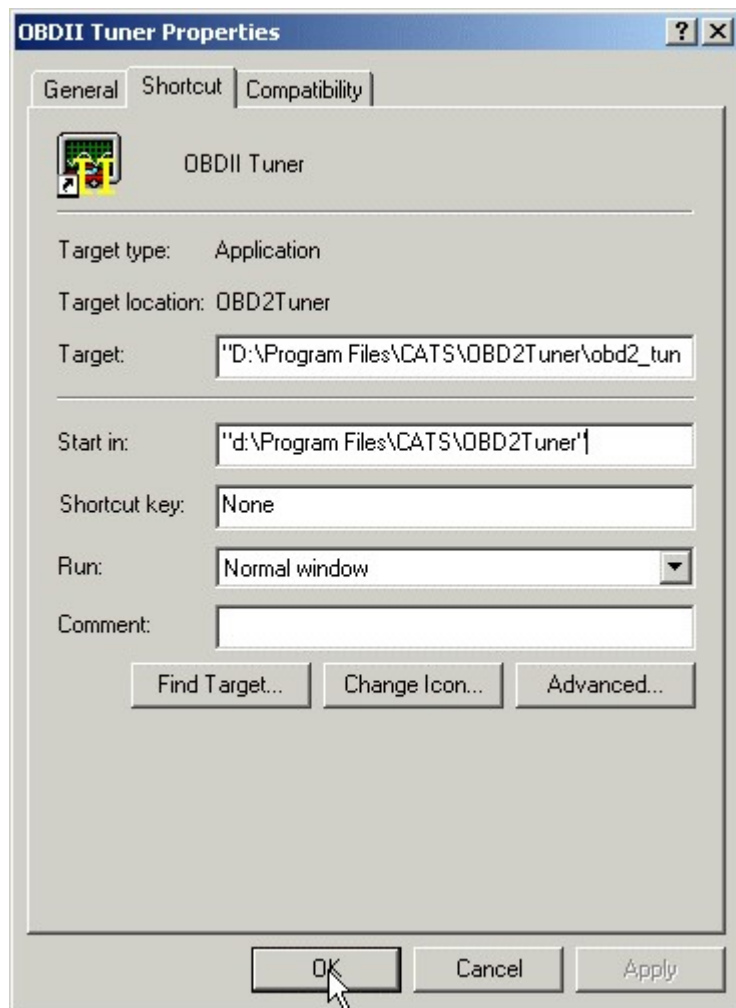 OBDII Tuner Properties
General Shortcut Compatibility
OBDII Tuner
Target type: Application
Target location: OBD2Tuner
Target: "D:\Program Files\CATS\OBD2Tuner\obd2_tun
Start in: "d:\Program Files\CATS\OBD2Tuner"
Shortcut key: None
Run: Normal window
Comment:
Find Target... Change Icon... Advanced...
OK Cancel Apply